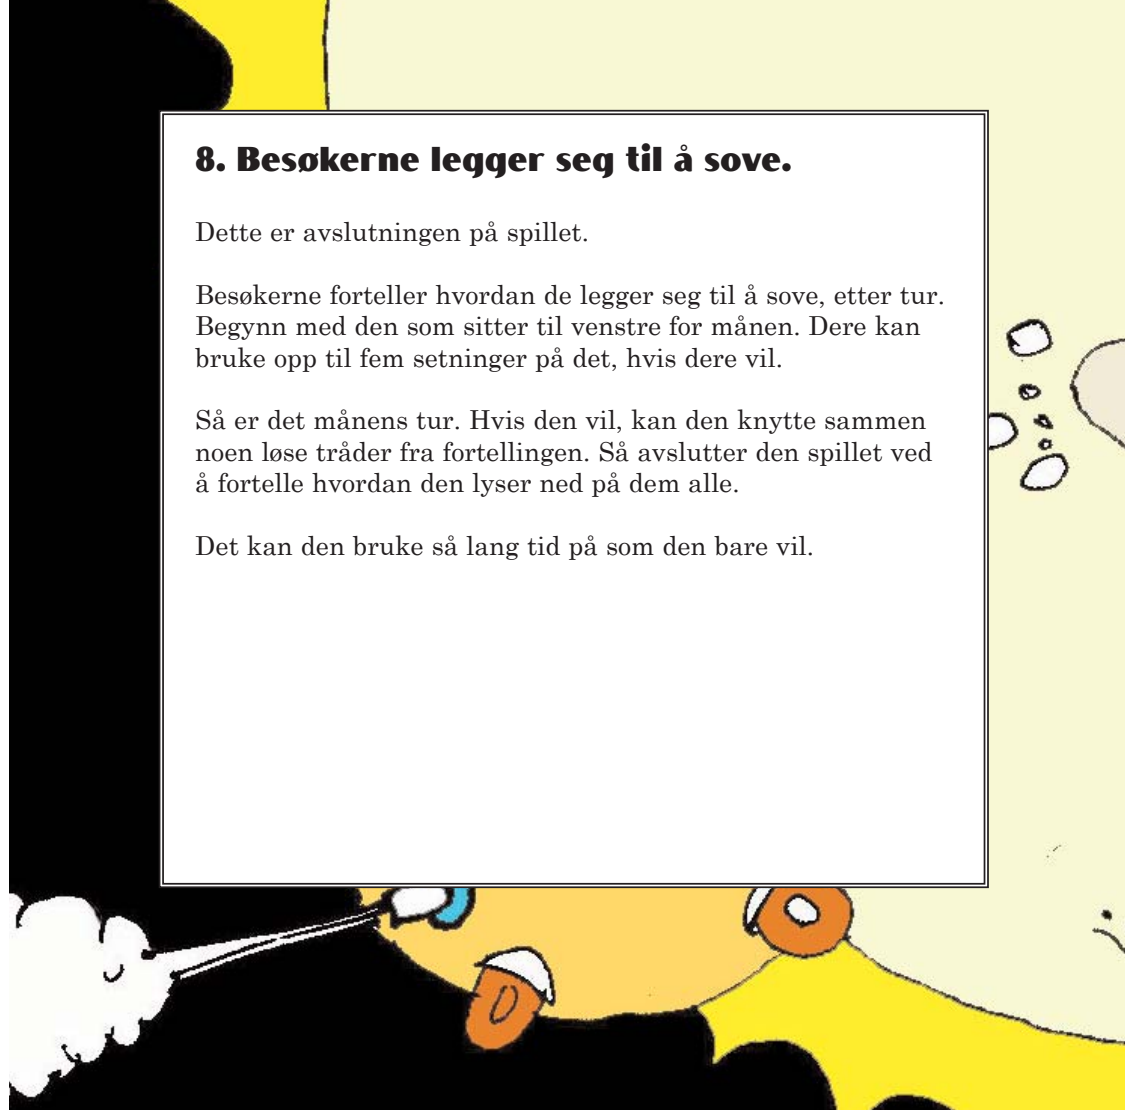 8. Besøkerne legger seg til å sove.
Dette er avslutningen på spillet.
Besøkerne forteller hvordan de legger seg til å sove, etter tur.
Begynn med den som sitter til venstre for månen. Dere kan
bruke opp til fem setninger på det, hvis dere vil.
Så er det månens tur. Hvis den vil, kan den knytte sammen
noen løse tråder fra fortellingen. Så avslutter den spillet ved
å fortelle hvordan den lyser ned på dem alle.
Det kan den bruke så lang tid på som den bare vil.